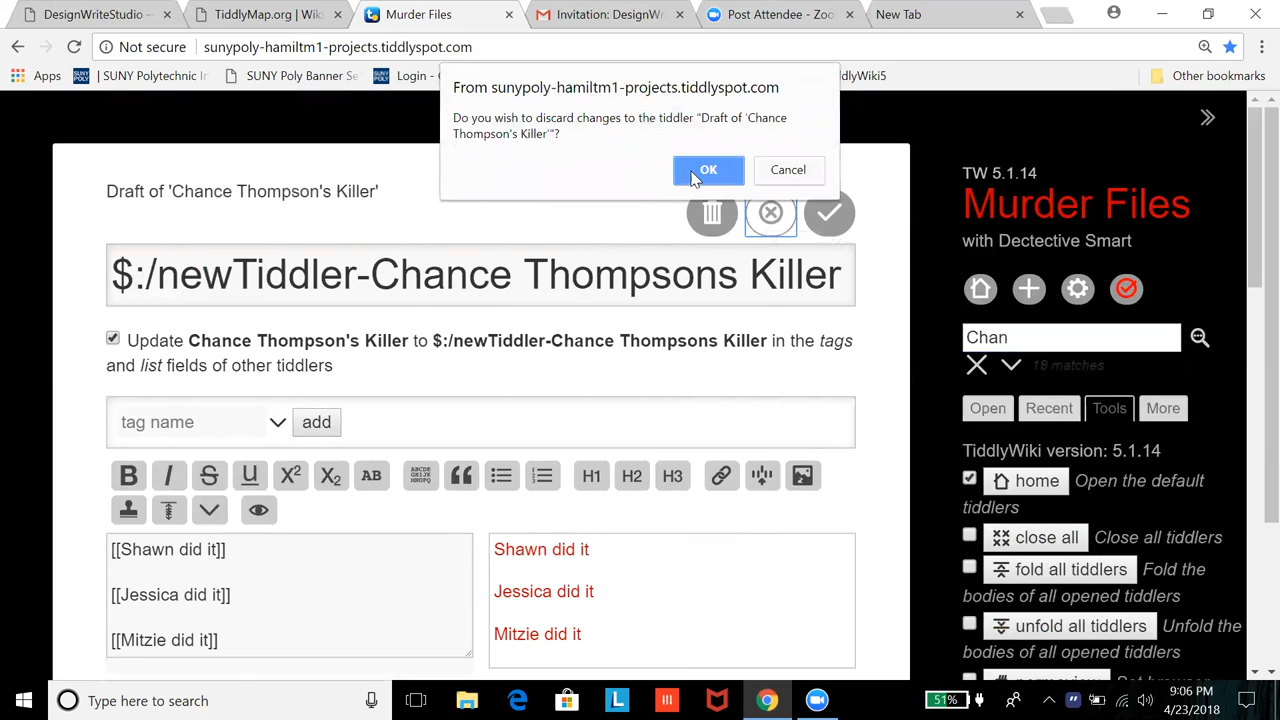 DesignWriteStudio –
TiddlyMap.org | Wiki
Murder Files
Invitation: DesignWr
Post Attendee - Zoo
New Tab
Not secure
sunypoly-hamiltm1-projects.tiddlyspot.com
Apps
| SUNY Polytechnic In
SUNY Poly Banner Se
Login -
dlyWiki5
Other bookmarks
From sunypoly-hamiltm1-projects.tiddlyspot.com
Do you wish to discard changes to the tiddler "Draft of 'Chance
Thompson's Killer'"?
OK
Cancel
Draft of 'Chance Thompson's Killer'
$:/newTiddler-Chance Thompsons Killer
Update Chance Thompson's Killer to $:/newTiddler-Chance Thompsons Killer in the tags
and list fields of other tiddlers
tag name
add
B I S U X² X₂ AB
H1 H2 H3
[[Shawn did it]]
[[Jessica did it]]
[[Mitzie did it]]
Shawn did it
Jessica did it
Mitzie did it
TW 5.1.14
Murder Files
with Dectective Smart
Chan
18 matches
Open
Recent
Tools
More
TiddlyWiki version: 5.1.14
home Open the default
tiddlers
close all Close all tiddlers
fold all tiddlers Fold the
bodies of all opened tiddlers
unfold all tiddlers Unfold the
bodies of all opened tiddlers
Type here to search
51%
9:06 PM
4/23/2018